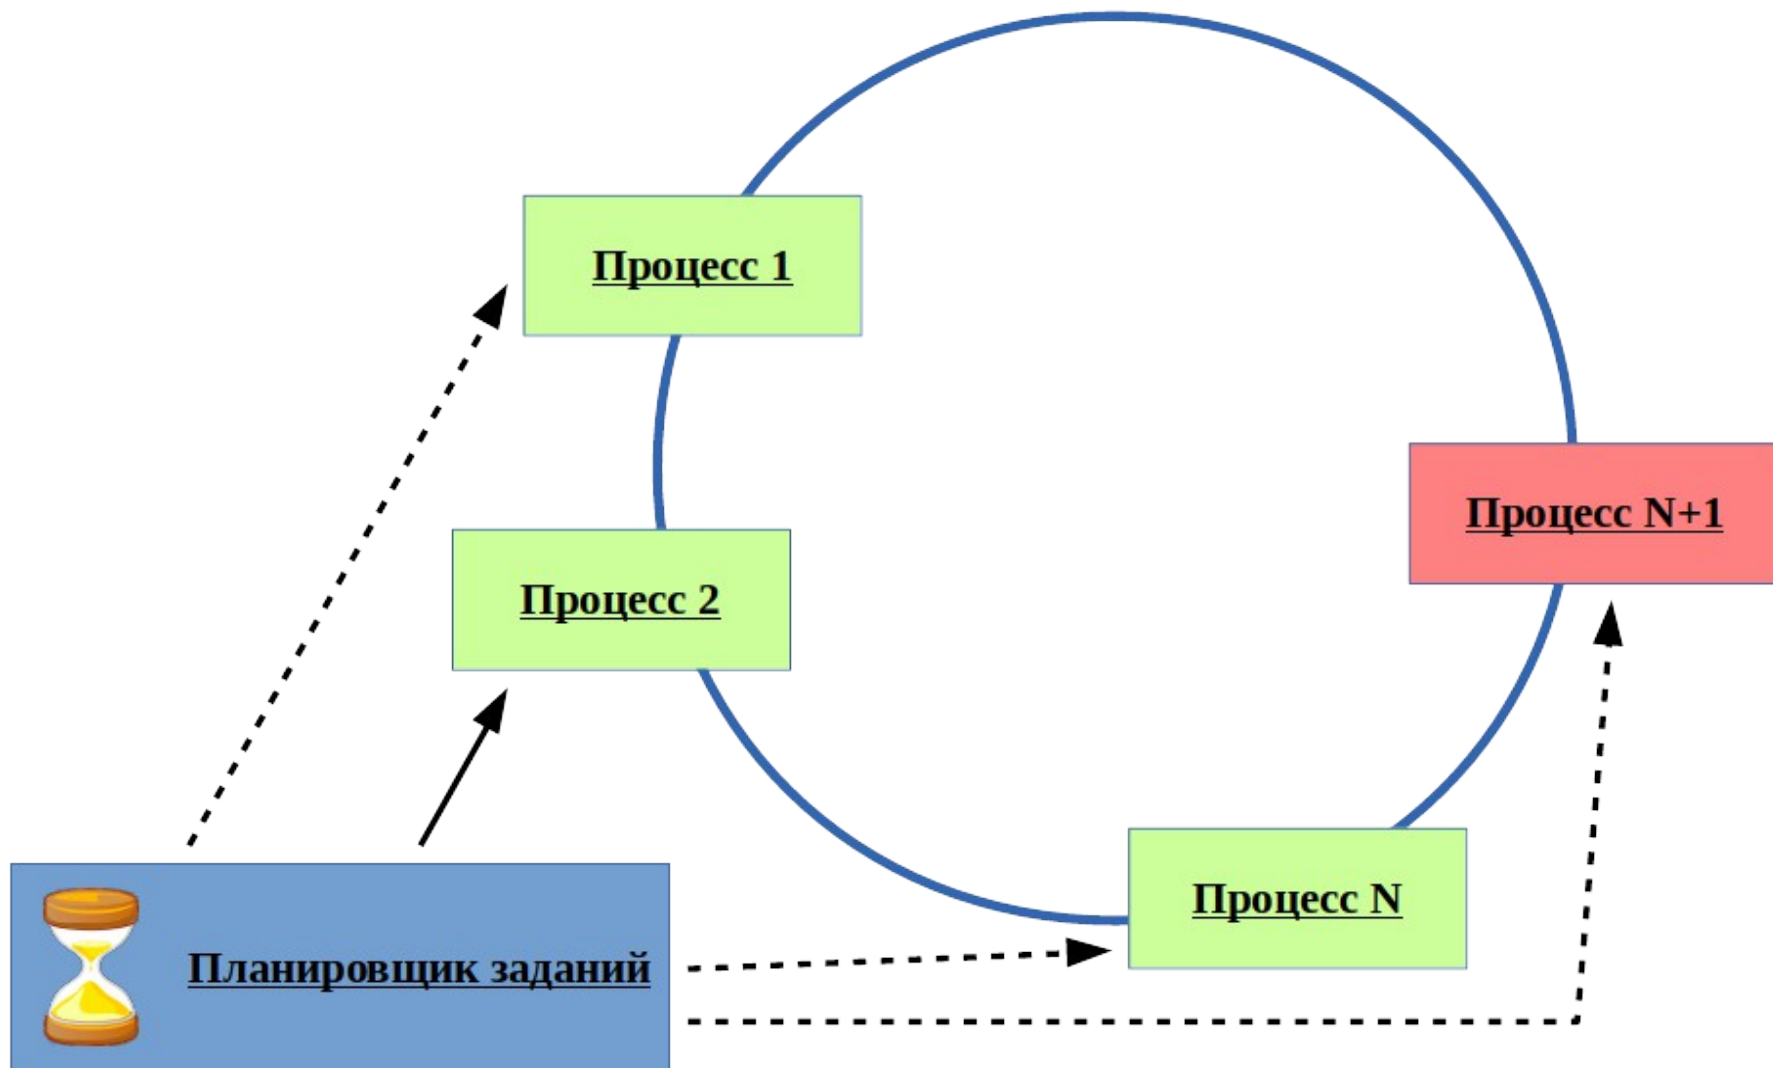 Процесс 1
Процесс N+1
Процесс 2
Процесс N
Планировщик заданий